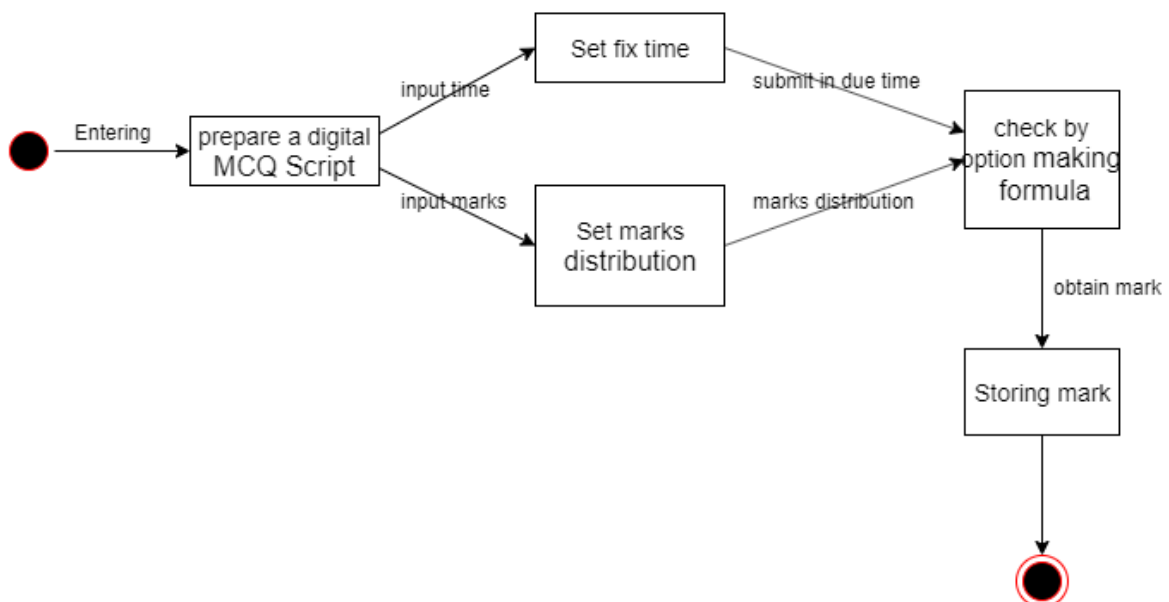 Set fix time
input time
submit in due time
Entering
prepare a digital
MCQ Script
check by
option making
formula
input marks
marks distribution
Set marks
distribution
obtain mark
Storing mark